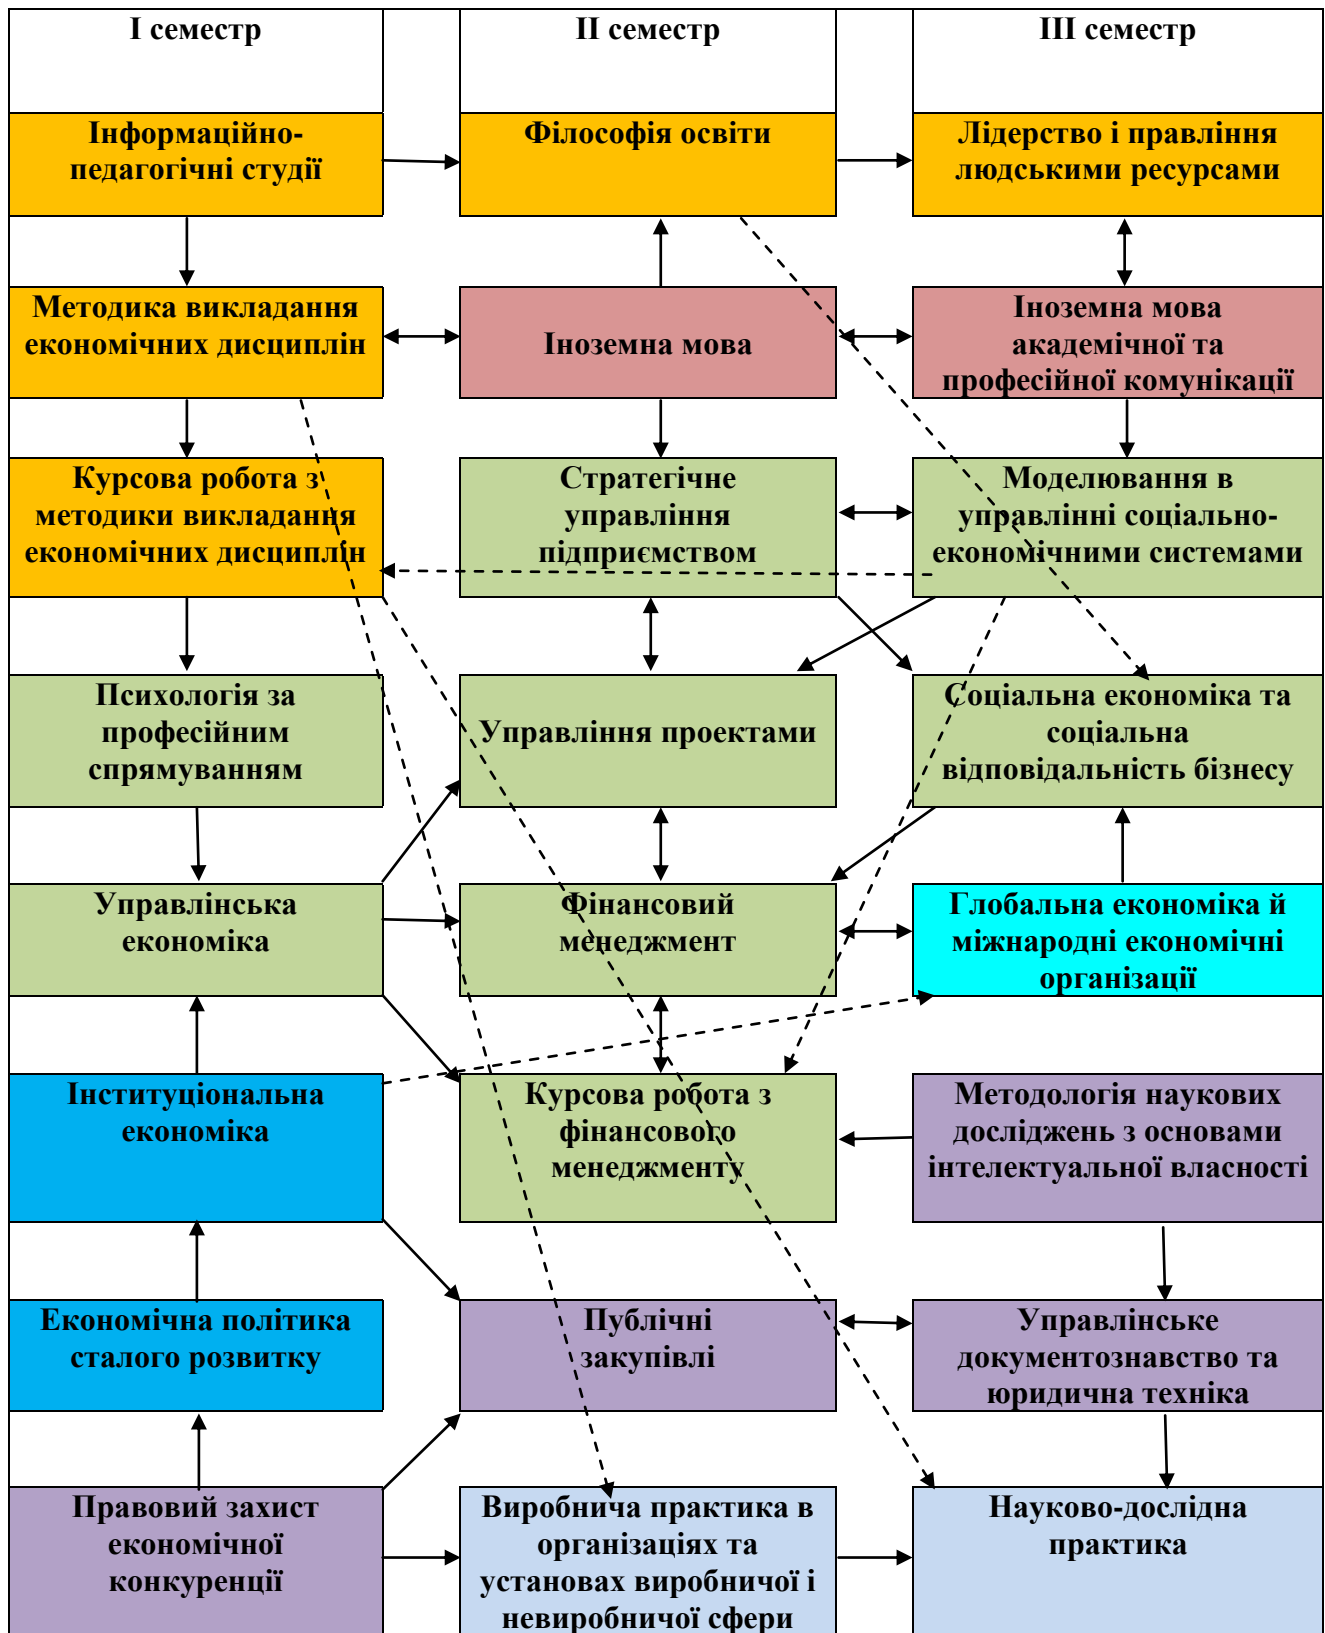 I семестр
II семестр
III семестр
Інформаційно-
педагогічні студії
Філософія освіти
Лідерство і правління
людськими ресурсами
Методика викладання
економічних дисциплін
Іноземна мова
Іноземна мова
академічної та
професійної комунікації
Курсова робота з
методики викладання
економічних дисциплін
Стратегічне
управління
підприємством
Моделювання в
управлінні соціально-
економічними системами
Психологія за
професійним
спрямуванням
Управління проектами
Соціальна економіка та
соціальна
відповідальність бізнесу
Управлінська
економіка
Фінансовий
менеджмент
Глобальна економіка й
міжнародні економічні
організації
Інституціональна
економіка
Курсова робота з
фінансового
менеджменту
Методологія наукових
досліджень з основами
інтелектуальної власності
Економічна політика
сталого розвитку
Публічні
закупівлі
Управлінське
документознавство та
юридична техніка
Правовий захист
економічної
конкуренції
Виробнича практика в
організаціях та
установах виробничої і
невиробничої сфери
Науково-дослідна
практика